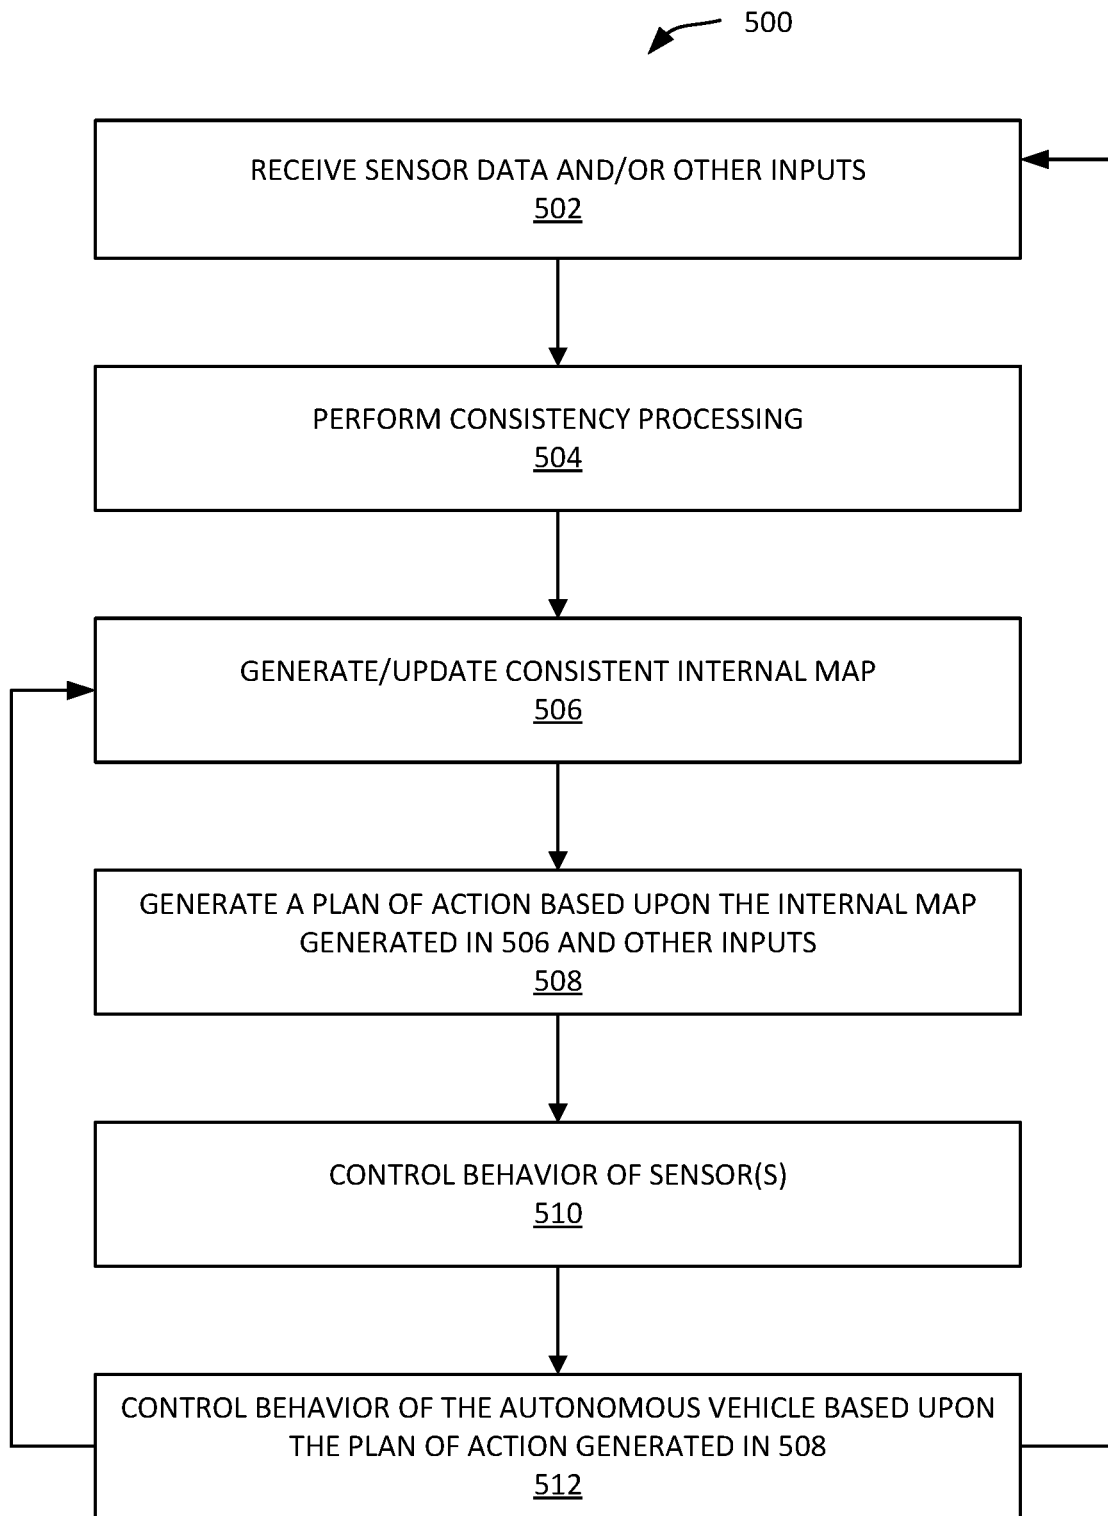 500
RECEIVE SENSOR DATA AND/OR OTHER INPUTS
502
PERFORM CONSISTENCY PROCESSING
504
GENERATE/UPDATE CONSISTENT INTERNAL MAP
506
GENERATE A PLAN OF ACTION BASED UPON THE INTERNAL MAP
GENERATED IN 506 AND OTHER INPUTS
508
CONTROL BEHAVIOR OF SENSOR(S)
510
CONTROL BEHAVIOR OF THE AUTONOMOUS VEHICLE BASED UPON
THE PLAN OF ACTION GENERATED IN 508
512